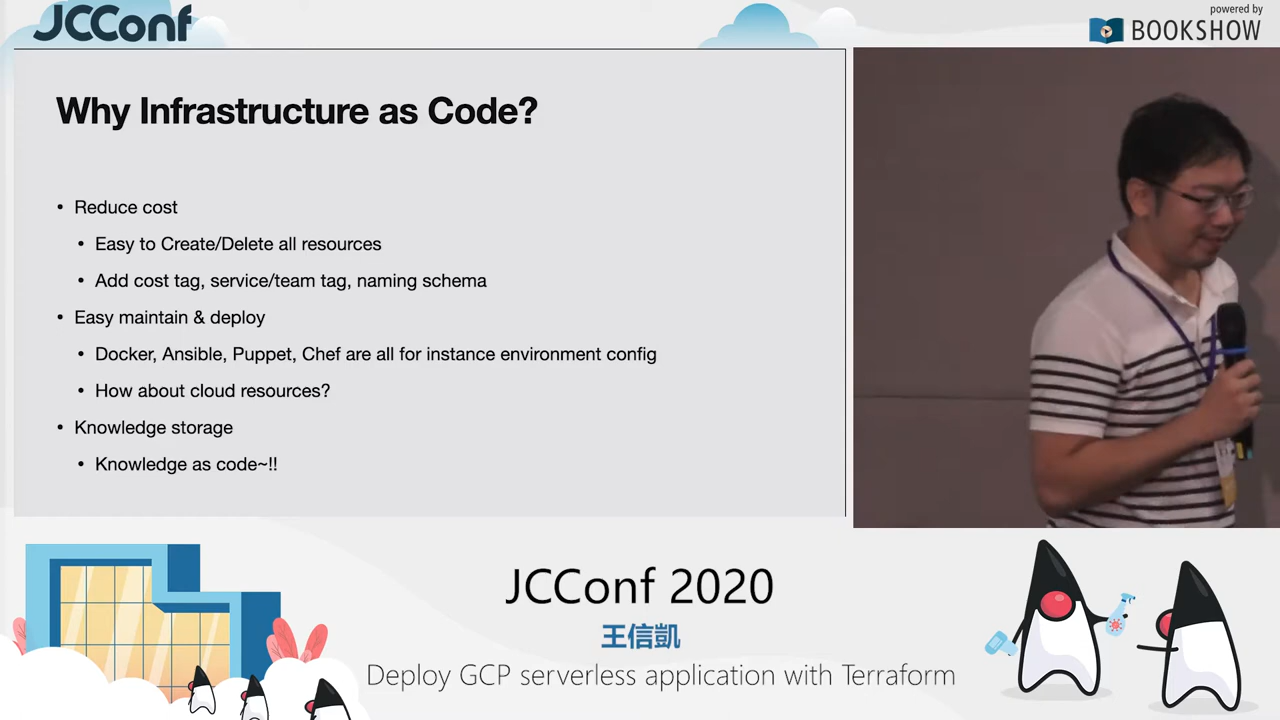 JCConf
powered by
BOOKSHOW
Why Infrastructure as Code?
• Reduce cost
• Easy to Create/Delete all resources
• Add cost tag, service/team tag, naming schema
• Easy maintain & deploy
• Docker, Ansible, Puppet, Chef are all for instance environment config
• How about cloud resources?
• Knowledge storage
• Knowledge as code~!!
JCConf 2020
王信凱
Deploy GCP serverless application with Terraform